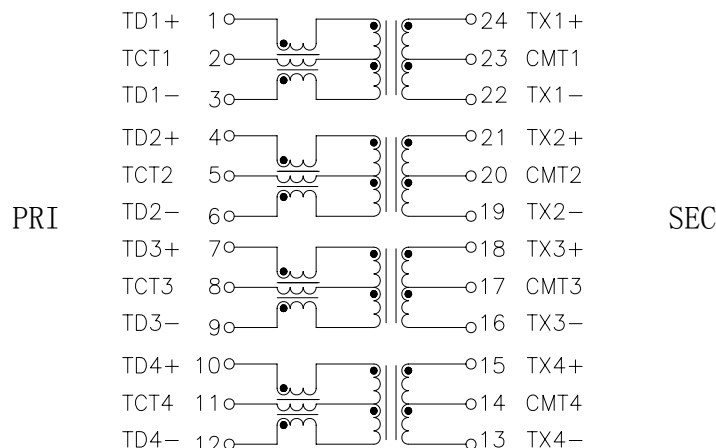 TD1+ 1 24 TX1+
TCT1 2 23 CMT1
TD1- 3 22 TX1-
TD2+ 4 21 TX2+
TCT2 5 20 CMT2
PRI TD2- 6 19 TX2- SEC
TD3+ 7 18 TX3+
TCT3 8 17 CMT3
TD3- 9 16 TX3-
TD4+ 10 15 TX4+
TCT4 11 14 CMT4
TD4- 12 13 TX4-